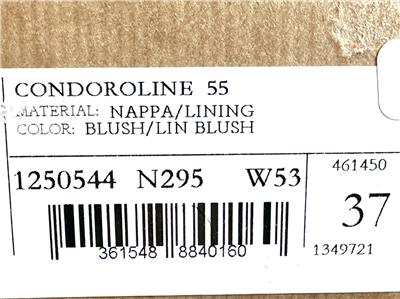 CONDOROLINE 55
MATERIAL: NAPPA/LINING
COLOR: BLUSH/LIN BLUSH
1250544 N295 W53
361548 8840160
461450
37
1349721